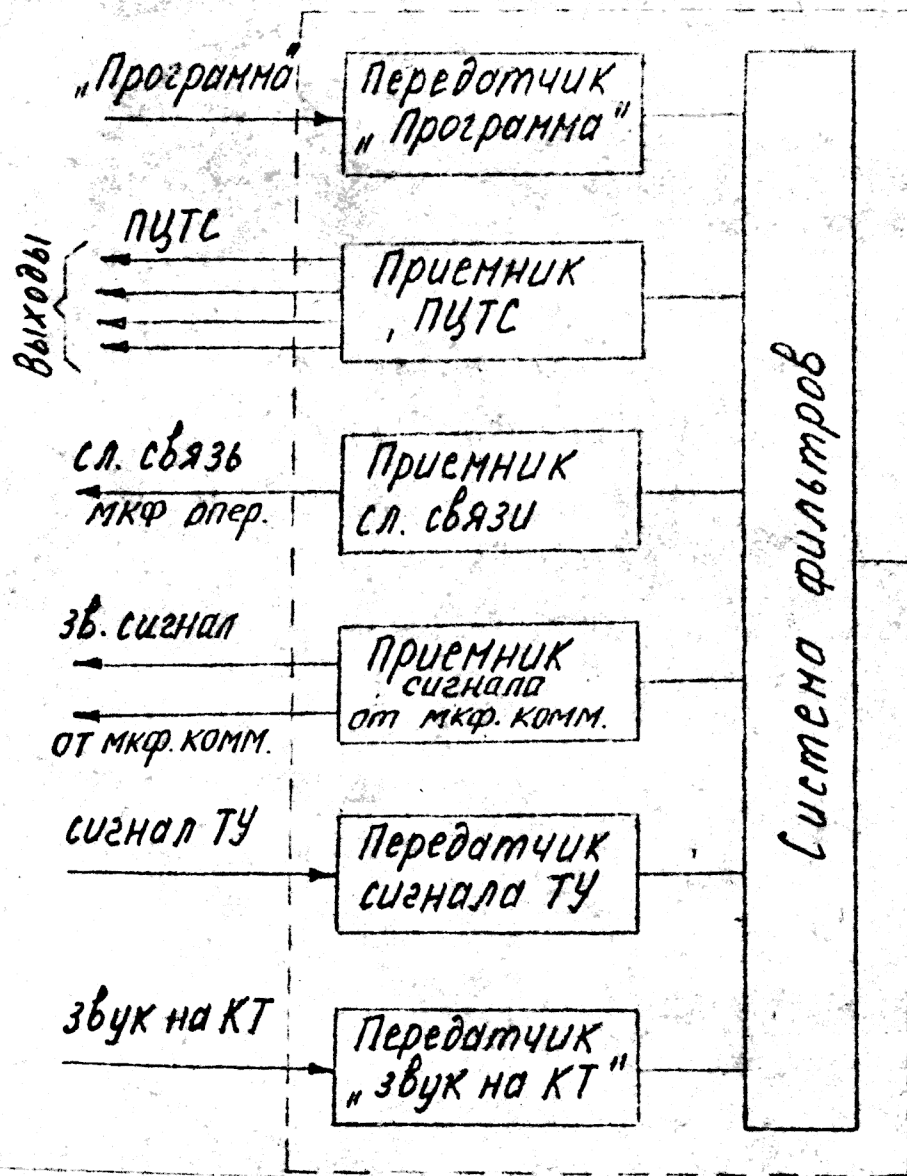 „Программа“
Передатчик
„Программа“
Выходы
ПЦТС
Приемник
ПЦТС
сл. связь
мкф опер.
Приемник
сл. связи
зв. сигнал
от мкф. комм.
Приемник
сигнала
от мкф. комм.
сигнал ТУ
Передатчик
сигнала ТУ
звук на КТ
Передатчик
„звук на КТ“
Система фильтров